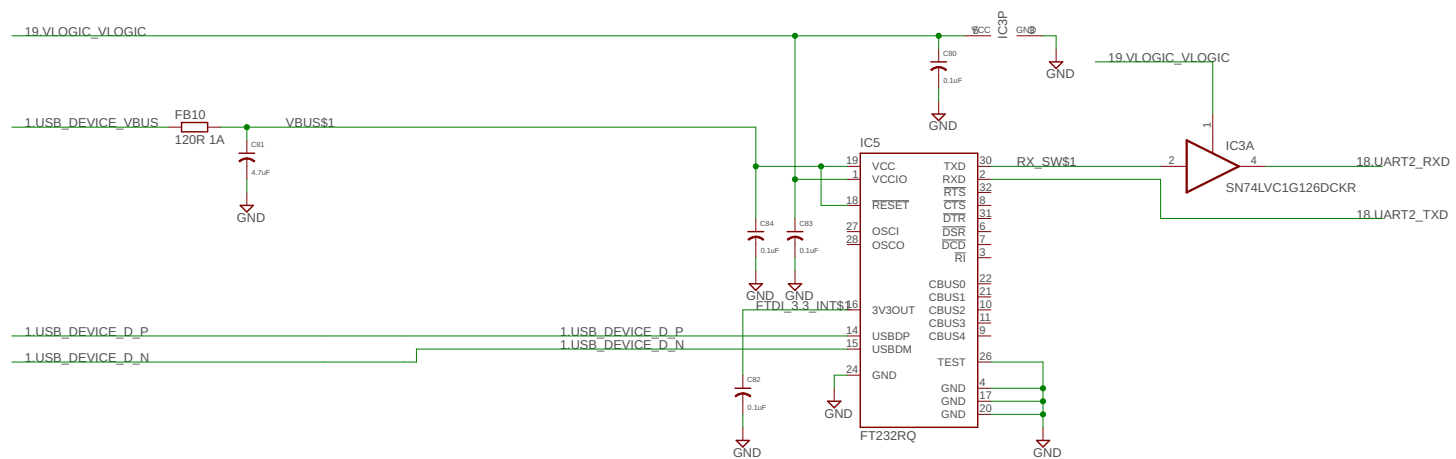 19.VLOGIC_VLOGIC
C80
0.1uF
GND
5
VCC
IC3P
GND
GND
19.VLOGIC_VLOGIC
1.USB_DEVICE_VBUS
FB10
120R 1A
VBUS$1
C81
4.7uF
GND
1
IC3A
2
4
SN74LVC1G126DCKR
18.UART2_RXD
18.UART2_TXD
RX_SW$1
IC5
19 VCC TXD 30
1 VCCIO RXD 2
RTS 32
18 RESET CTS 8
DTR 31
27 OSCI DSR 6
28 OSCO DCD 7
RI 3
CBUS0 22
CBUS1 21
16 3V3OUT CBUS2 10
CBUS3 11
14 USBDP CBUS4 9
15 USBDM
TEST 26
24 GND
GND 4
GND 17
GND 20
FT232RQ
C84
0.1uF
GND
C83
0.1uF
GND
FTDI_3.3_INT$1
1.USB_DEVICE_D_P
1.USB_DEVICE_D_P
1.USB_DEVICE_D_N
1.USB_DEVICE_D_N
C82
0.1uF
GND
GND
GND